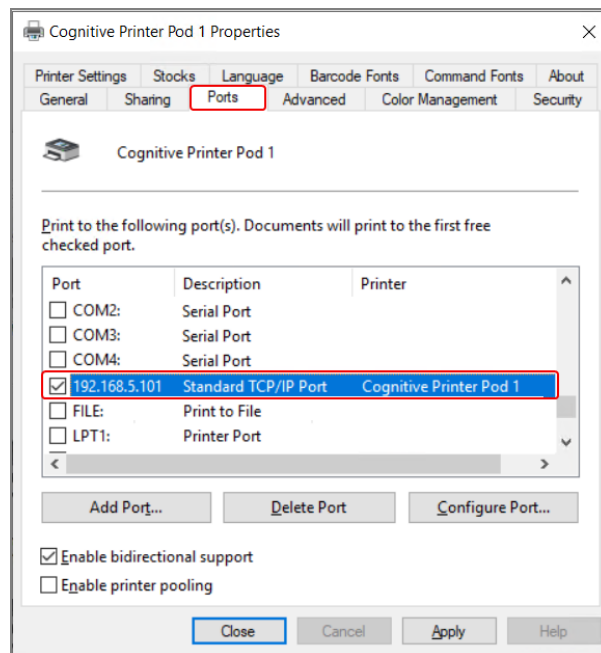 Cognitive Printer Pod 1 Properties
Printer Settings Stocks Language Barcode Fonts Command Fonts About
General Sharing Ports Advanced Color Management Security
Cognitive Printer Pod 1
Print to the following port(s). Documents will print to the first free
checked port.
Port Description Printer
COM2: Serial Port
COM3: Serial Port
COM4: Serial Port
192.168.5.101 Standard TCP/IP Port Cognitive Printer Pod 1
FILE: Print to File
LPT1: Printer Port
Add Port... Delete Port Configure Port...
Enable bidirectional support
Enable printer pooling
Close Cancel Apply Help